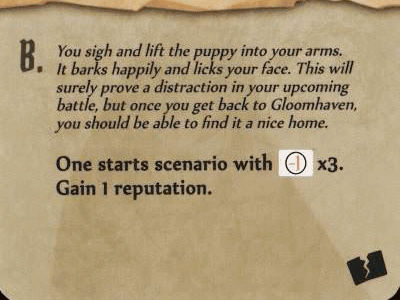 B.
You sigh and lift the puppy into your arms.
It barks happily and licks your face. This will
surely prove a distraction in your upcoming
battle, but once you get back to Gloomhaven,
you should be able to find it a nice home.
One starts scenario with -1 x3.
Gain 1 reputation.